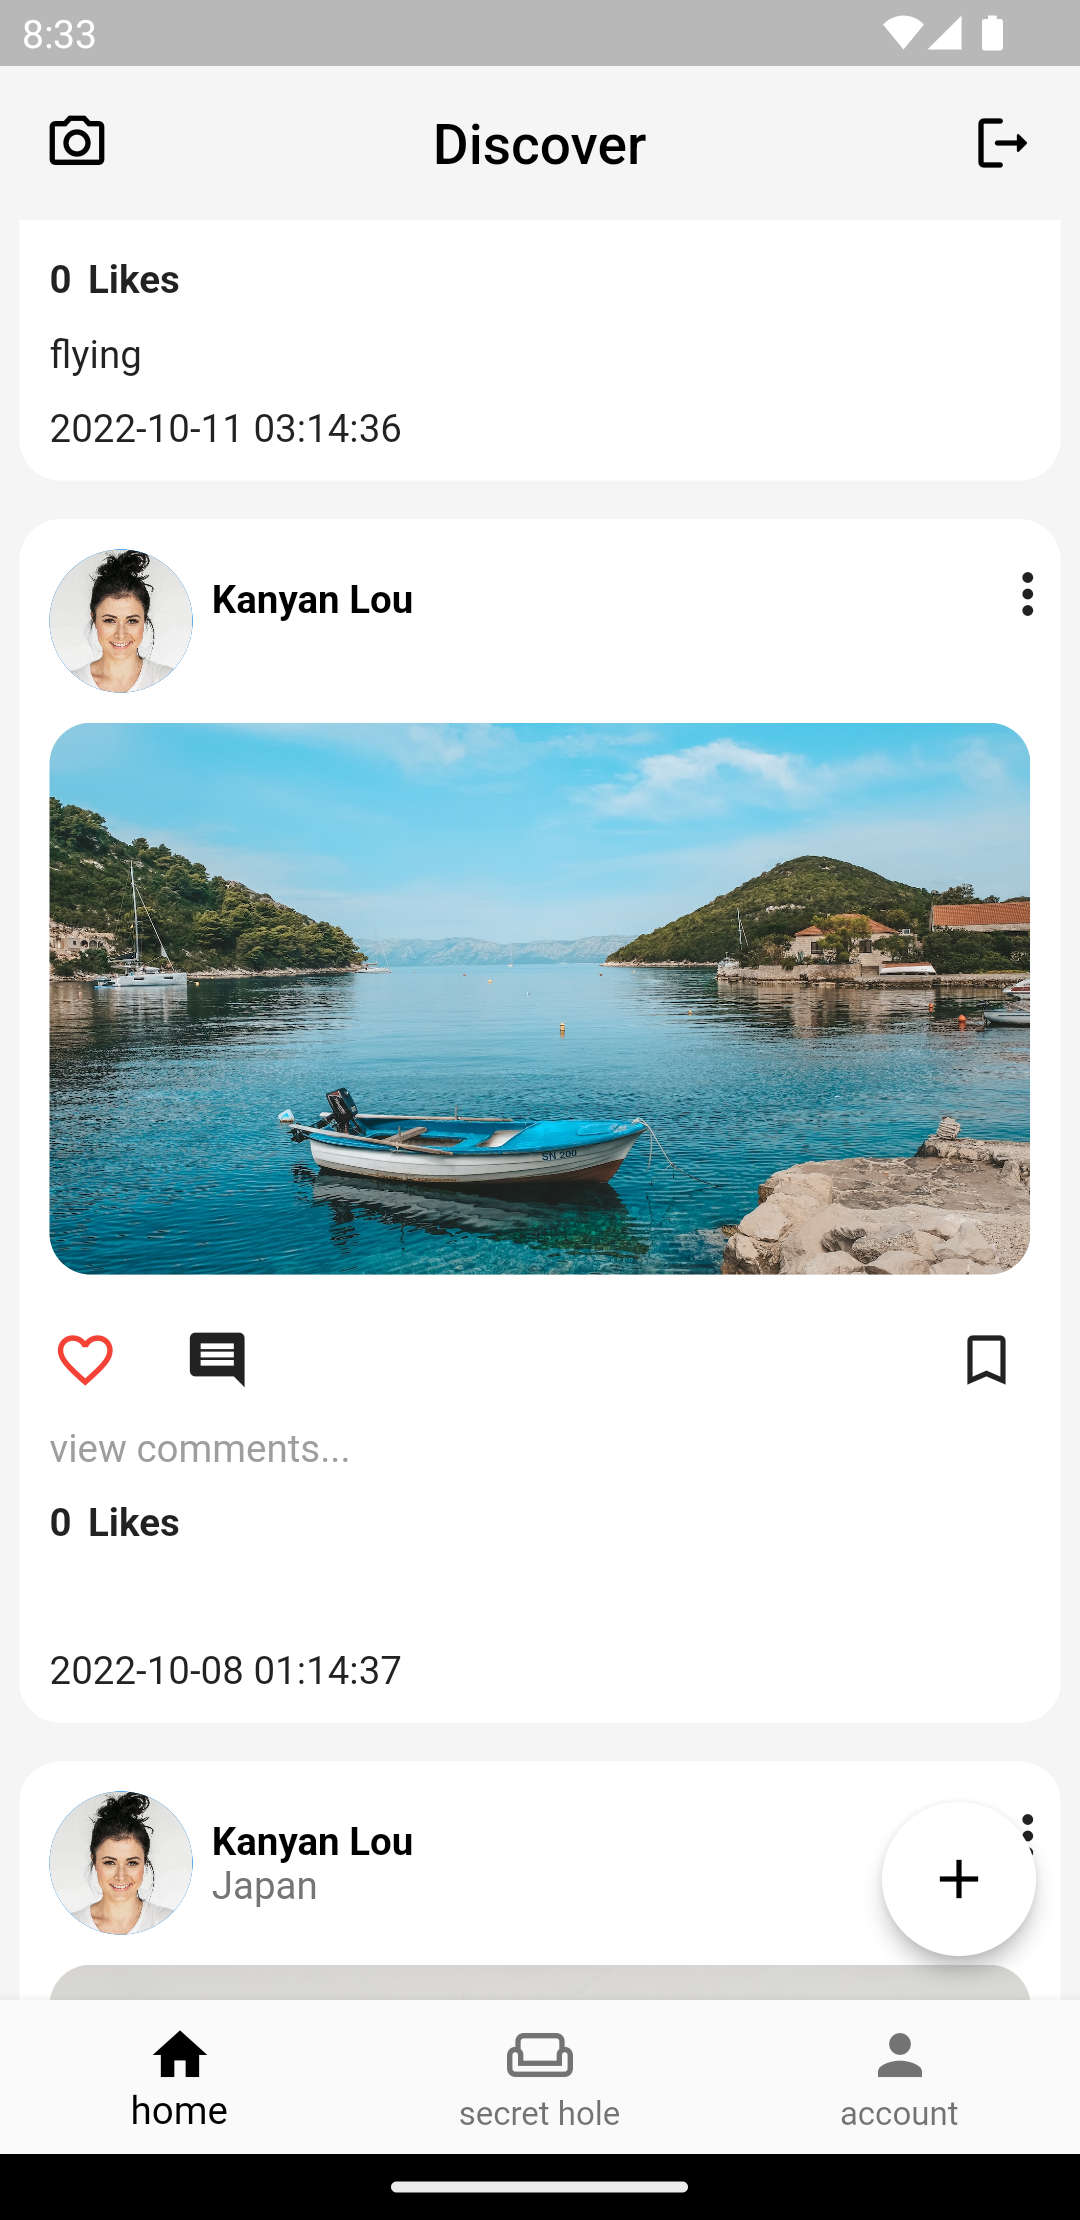 8:33
Discover
0 Likes
flying
2022-10-11 03:14:36
Kanyan Lou
SN 200
view comments...
0 Likes
2022-10-08 01:14:37
Kanyan Lou
Japan
home
secret hole
account